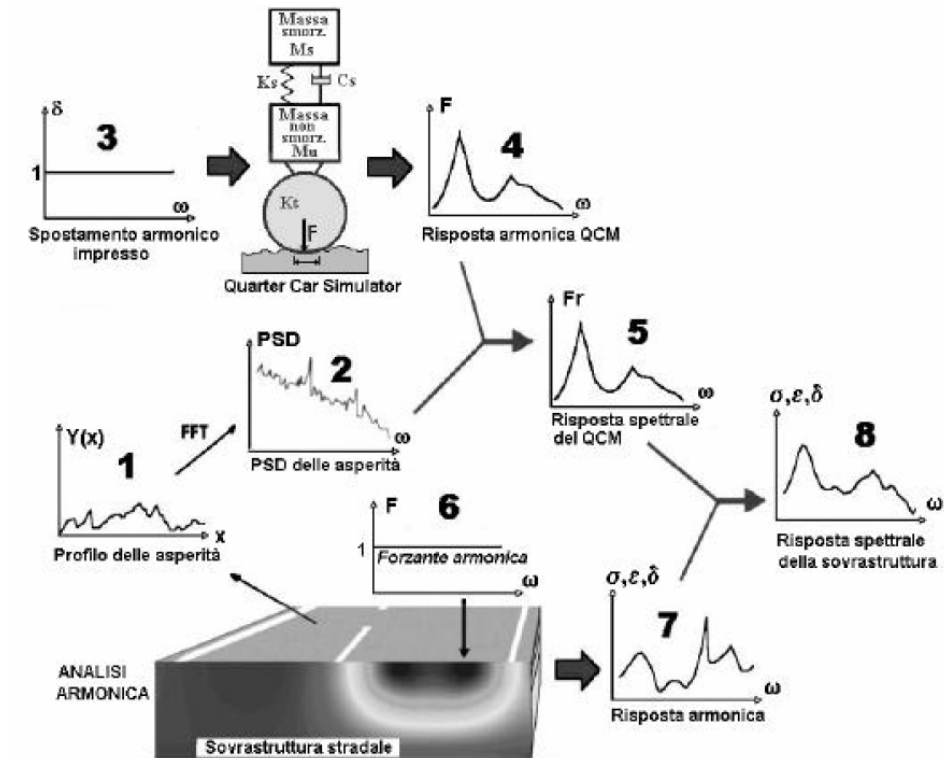 Massa
smorz.
Ms
Ks
Cs
Massa
non
smorz.
Mu
Kt
F
Quarter Car Simulator
δ
3
1
ω
Spostamento armonico
impresso
F
4
ω
Risposta armonica QCM
PSD
2
ω
PSD delle asperità
FFT
Y(x)
1
x
Profilo delle asperità
Fr
5
ω
Risposta spettrale
del QCM
F
6
1
Forzante armonica
ω
σ,ε,δ
8
ω
Risposta spettrale
della sovrastruttura
σ,ε,δ
7
ω
Risposta armonica
ANALISI
ARMONICA
Sovrastruttura stradale